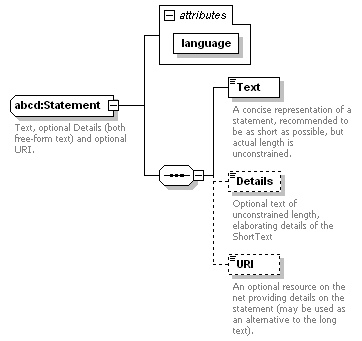 attributes
language
abcd:Statement
Text, optional Details (both
free-form text) and optional
URI.
Text
A concise representation of a
statement, recommended to
be as short as possible, but
actual length is
unconstrained.
Details
Optional text of
unconstrained length,
elaborating details of the
ShortText
URI
An optional resource on the
net providing details on the
statement (may be used as
an alternative to the long
text).